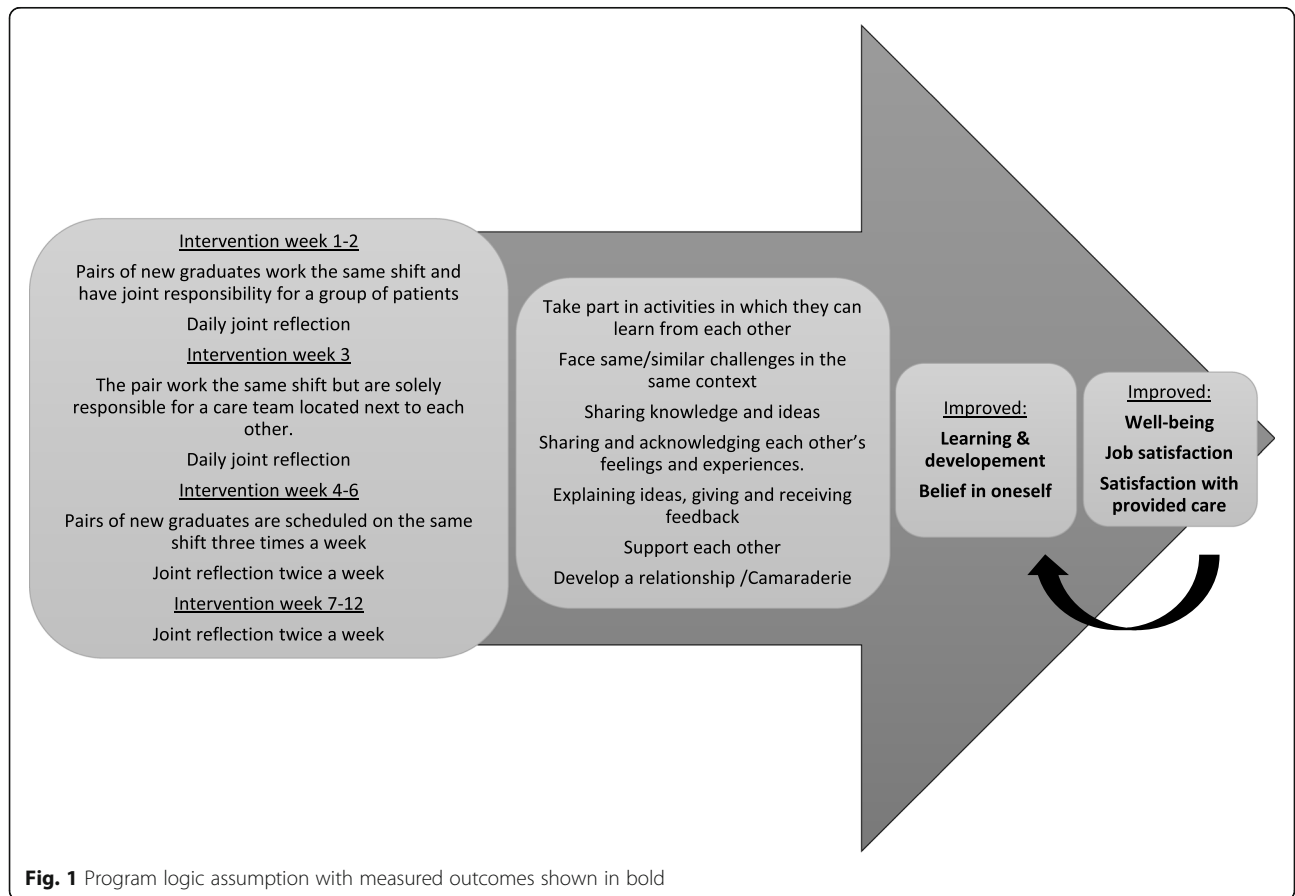 Intervention week 1-2
Pairs of new graduates work the same shift and
have joint responsibility for a group of patients
Daily joint reflection
Intervention week 3
The pair work the same shift but are solely
responsible for a care team located next to each
other.
Daily joint reflection
Intervention week 4-6
Pairs of new graduates are scheduled on the same
shift three times a week
Joint reflection twice a week
Intervention week 7-12
Joint reflection twice a week
Take part in activities in which they can
learn from each other
Face same/similar challenges in the
same context
Sharing knowledge and ideas
Sharing and acknowledging each other’s
feelings and experiences.
Explaining ideas, giving and receiving
feedback
Support each other
Develop a relationship /Camaraderie
Improved:
Learning &
developement
Belief in oneself
Improved:
Well-being
Job satisfaction
Satisfaction with
provided care
Fig. 1 Program logic assumption with measured outcomes shown in bold